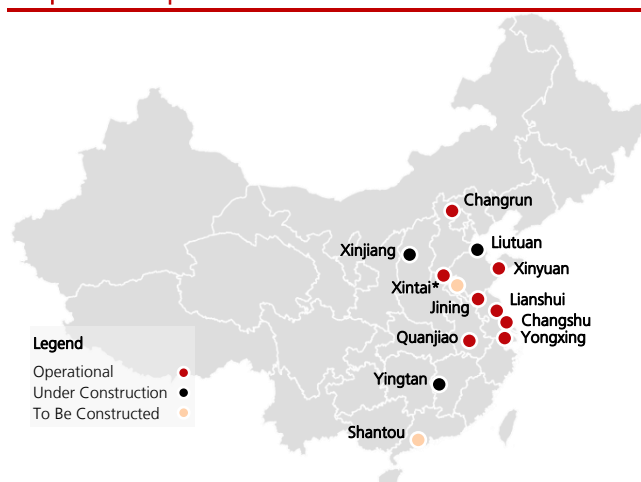 Changrun
Xinjiang
Liutuan
Xinyuan
Xintai*
Jining
Lianshui
Changshu
Quanjiao
Yongxing
Yingtan
Shantou
Legend
Operational
Under Construction
To Be Constructed